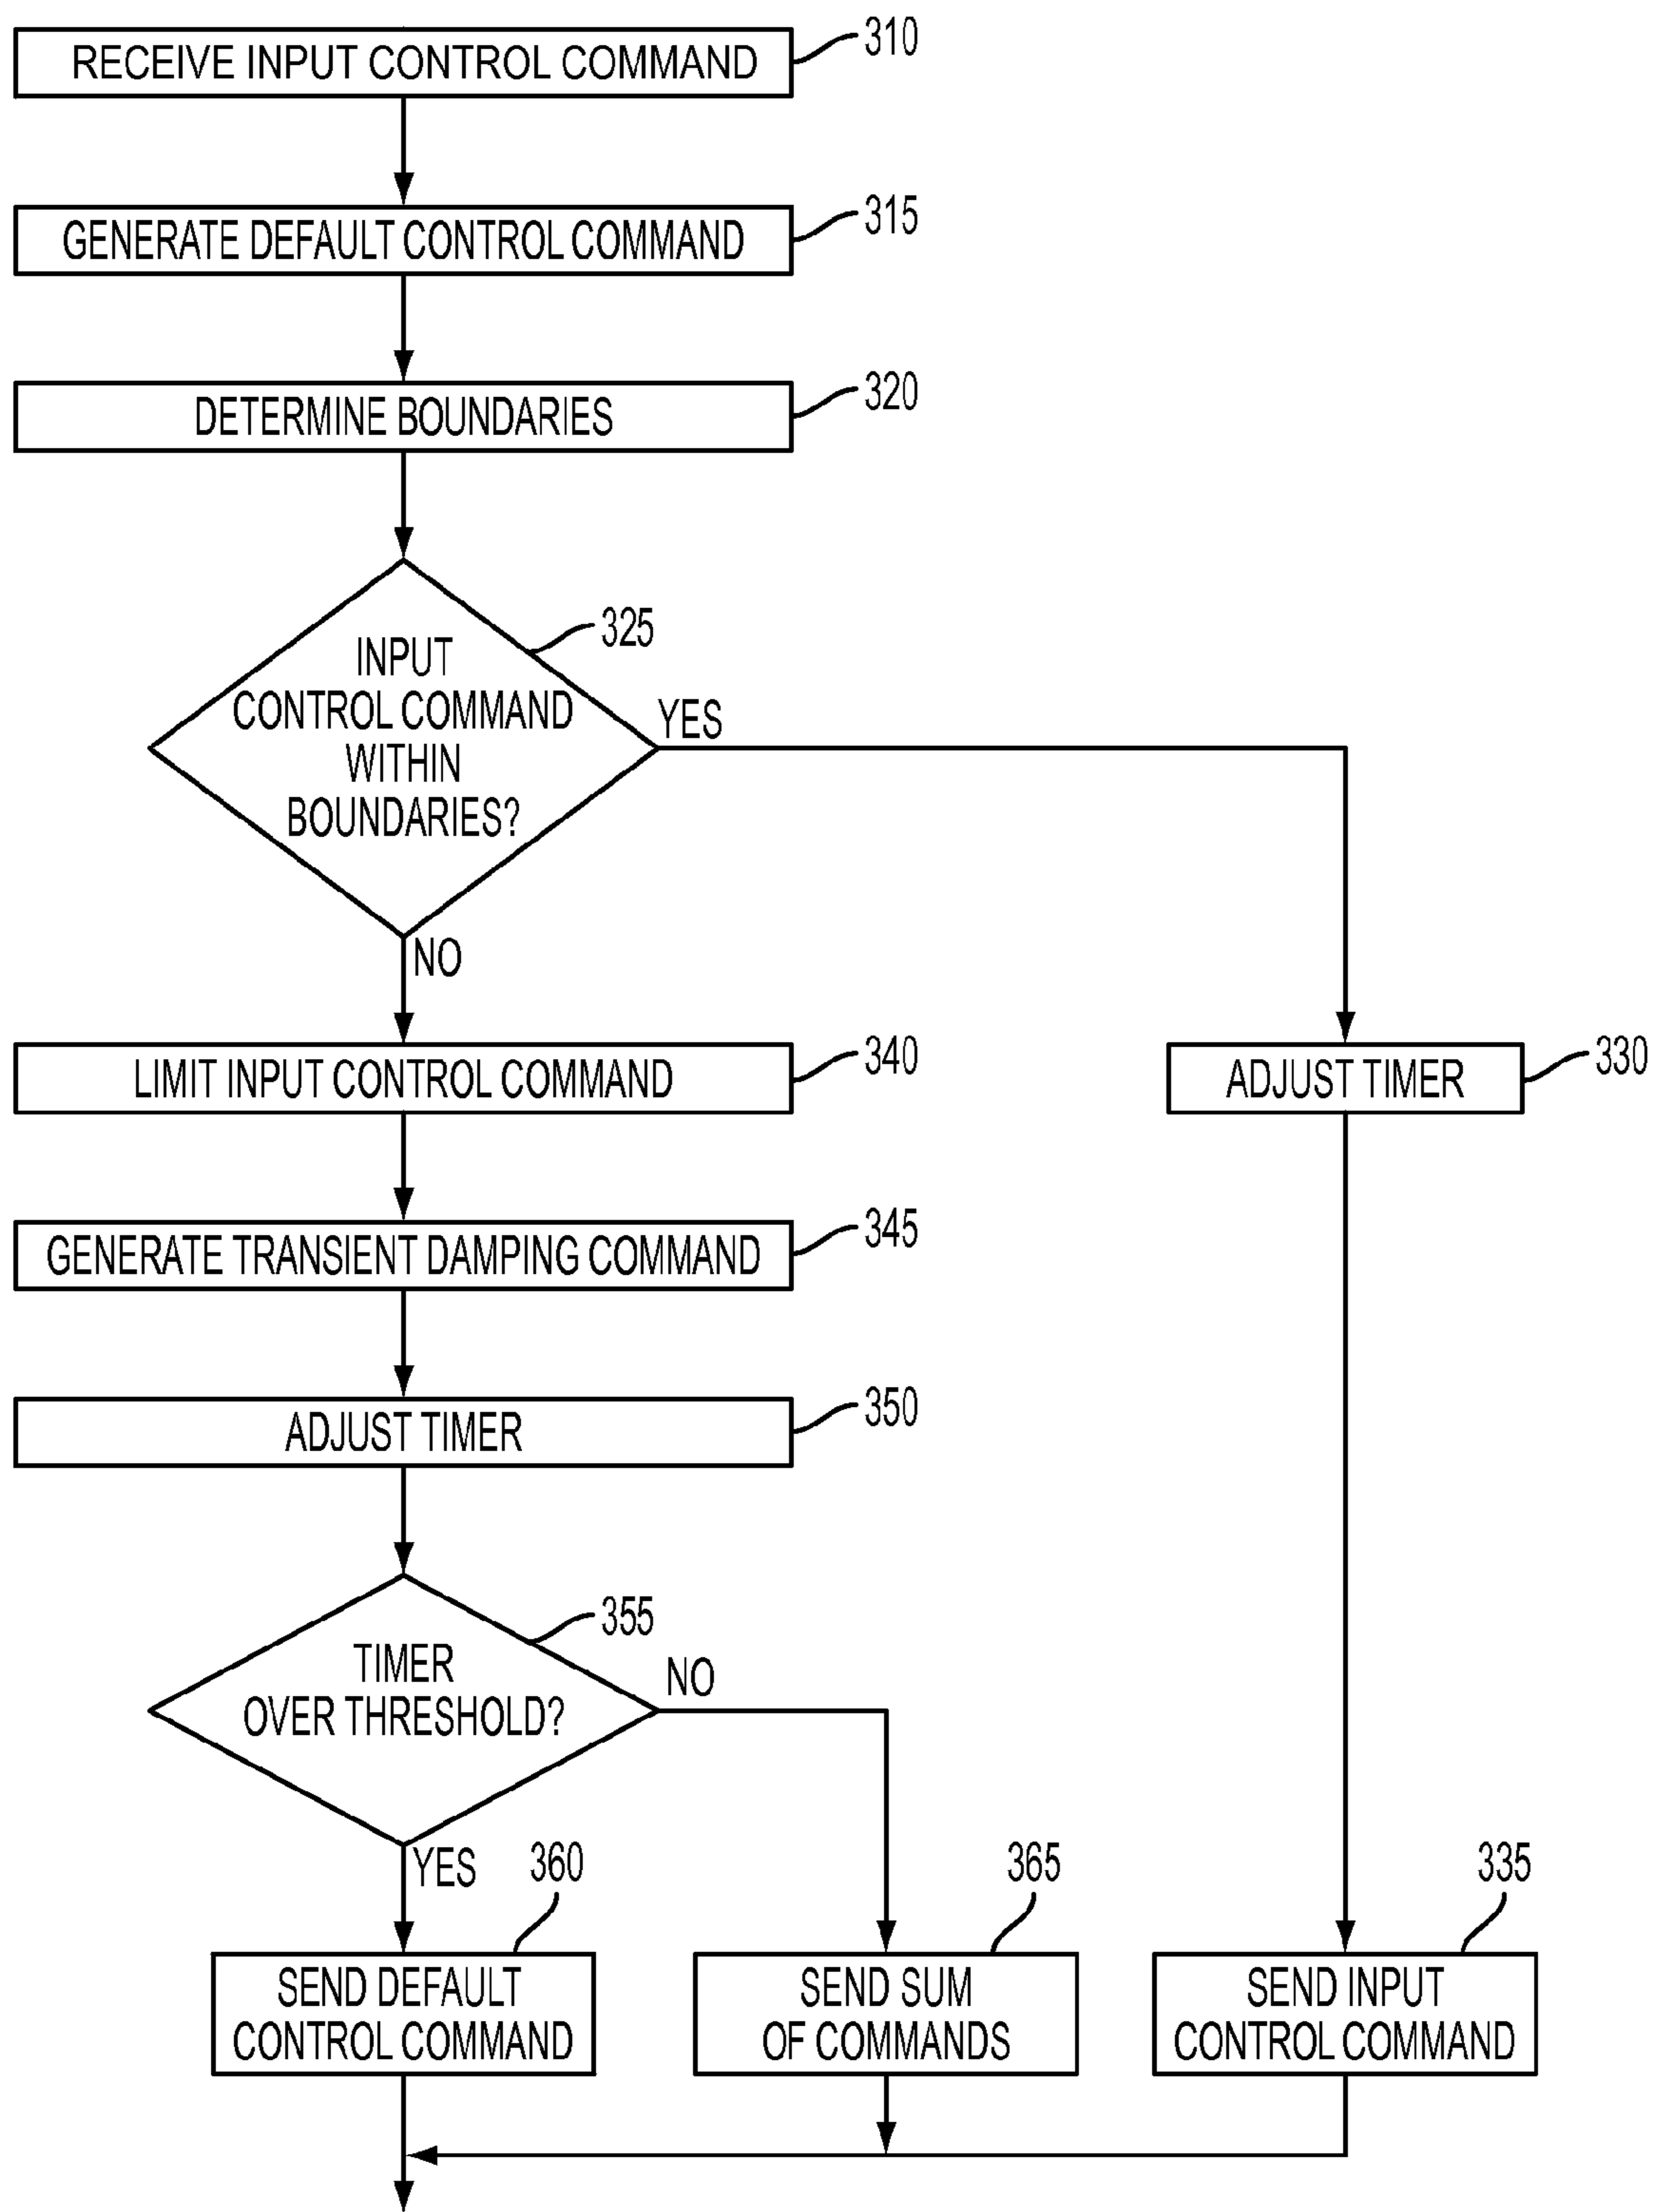 RECEIVE INPUT CONTROL COMMAND
310
GENERATE DEFAULT CONTROL COMMAND
315
DETERMINE BOUNDARIES
320
325
INPUT
CONTROL COMMAND
WITHIN
BOUNDARIES?
YES
NO
LIMIT INPUT CONTROL COMMAND
340
ADJUST TIMER
330
GENERATE TRANSIENT DAMPING COMMAND
345
ADJUST TIMER
350
355
TIMER
OVER THRESHOLD?
NO
YES
360
365
335
SEND DEFAULT
CONTROL COMMAND
SEND SUM
OF COMMANDS
SEND INPUT
CONTROL COMMAND